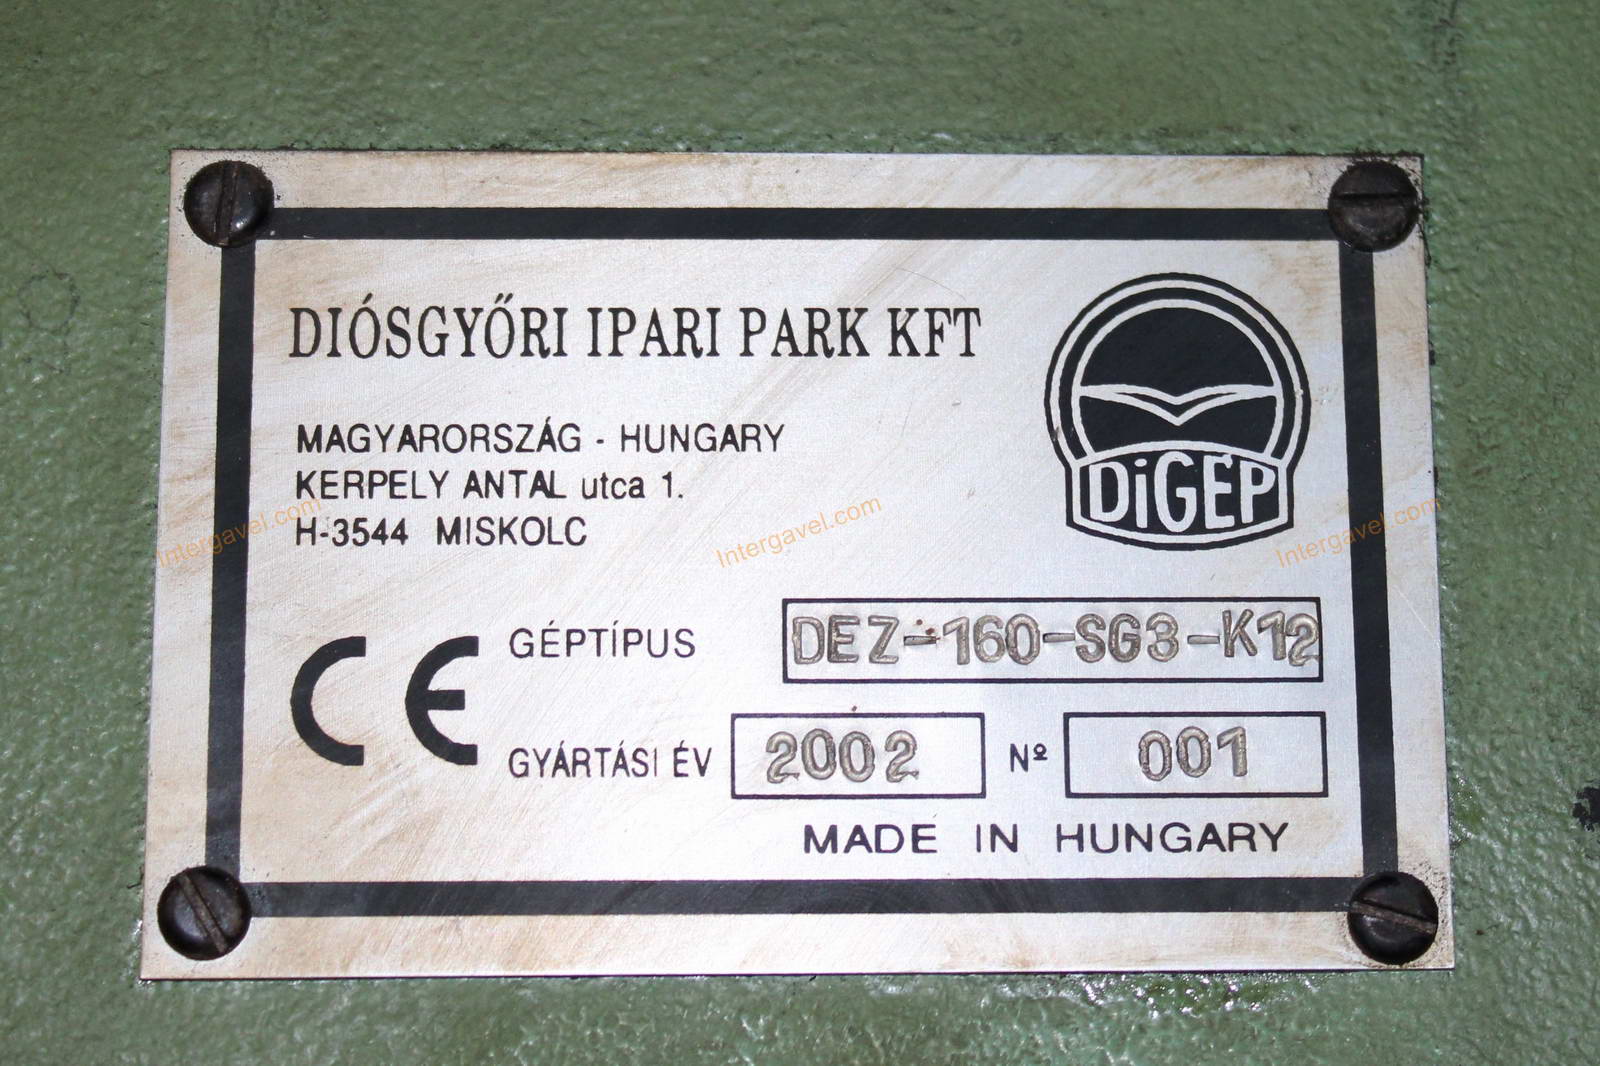 DIÓSGYŐRI IPARI PARK KFT
MAGYARORSZÁG - HUNGARY
KERPELY ANTAL utca 1.
H-3544 MISKOLC
DiGÉP
CE
GÉPTÍPUS DEZ-160-SG3-K12
GYÁRTÁSI ÉV 2002 Nº 001
MADE IN HUNGARY
Intergavel.com
Intergavel.com
Intergavel.com